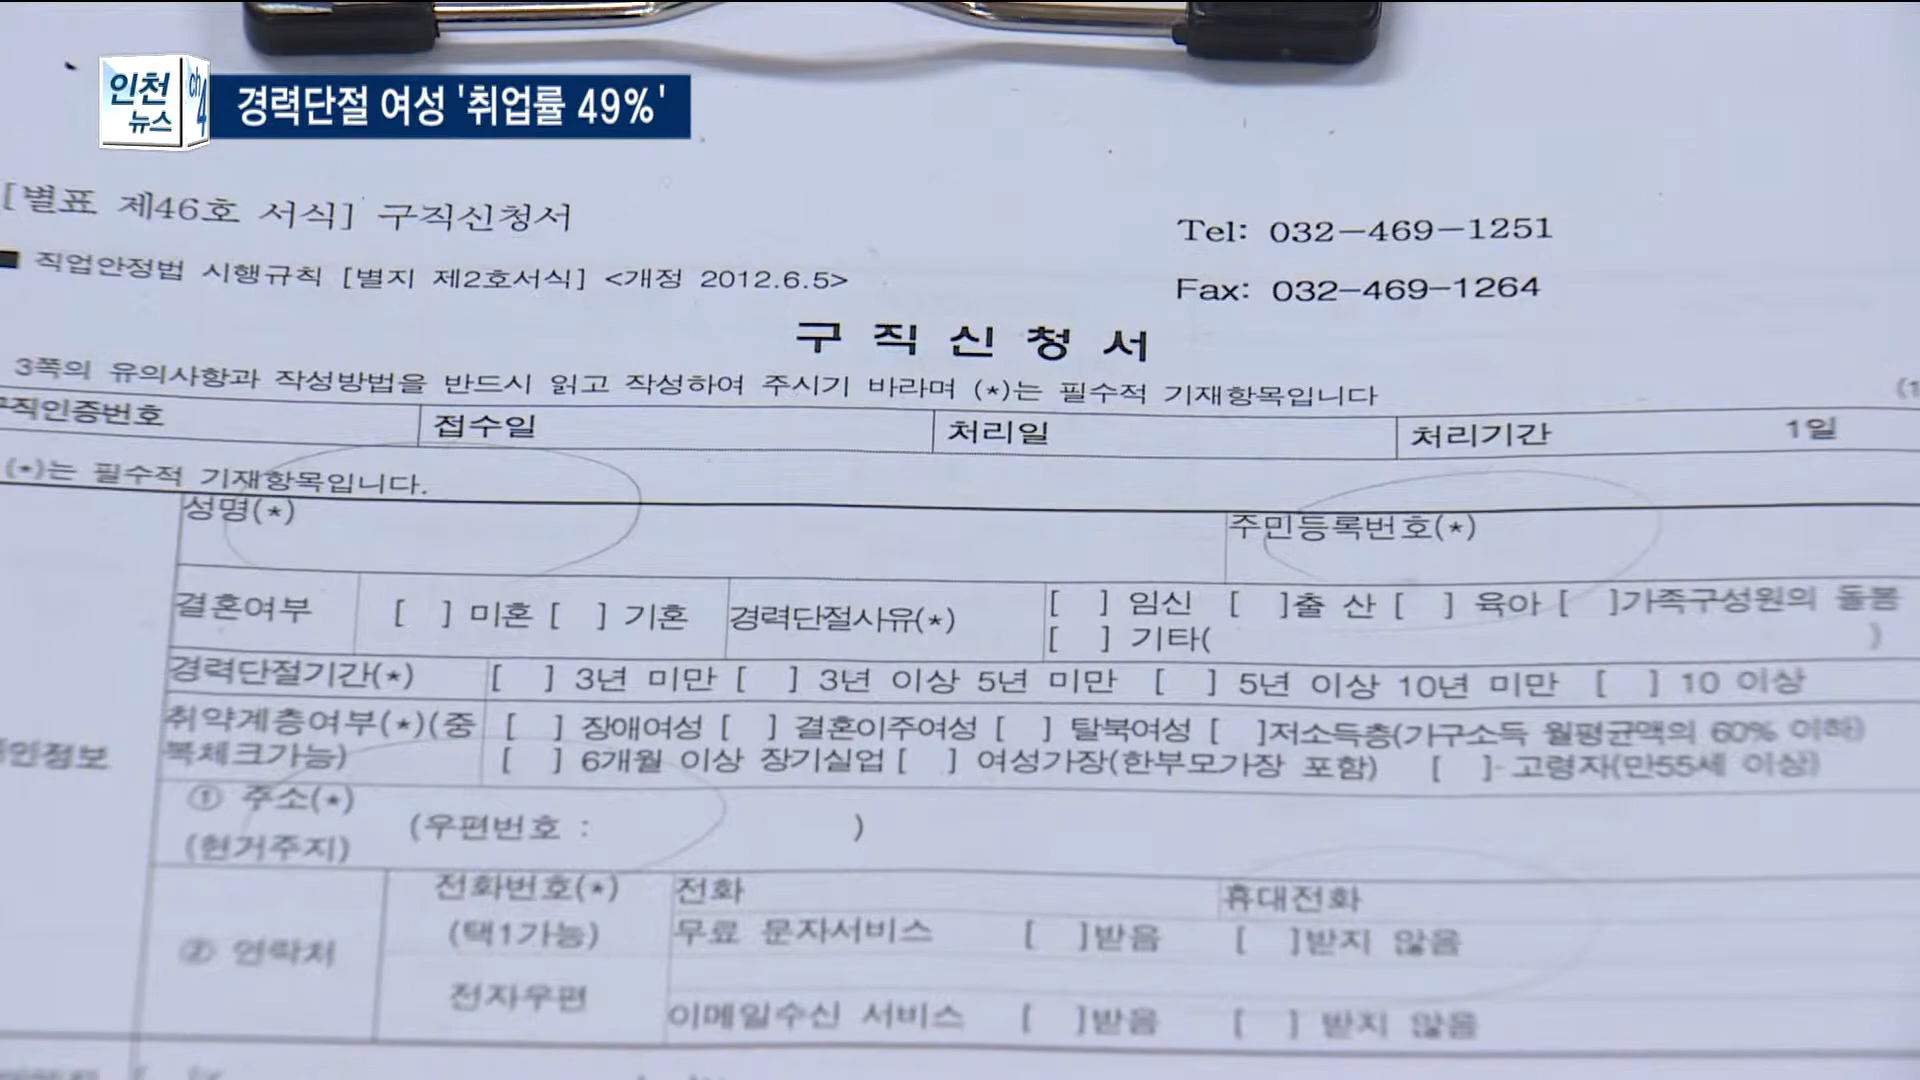 인천
뉴스
ch4
경력단절 여성 '취업률 49%'
[별표 제46호 서식] 구직신청서
Tel: 032-469-1251
■ 직업안정법 시행규칙 [별지 제2호서식] <개정 2012.6.5>
Fax: 032-469-1264
구 직 신 청 서
3쪽의 유의사항과 작성방법을 반드시 읽고 작성하여 주시기 바라며 (*)는 필수적 기재항목입니다
(1
구직인증번호 접수일 처리일 처리기간 1일
(*)는 필수적 기재항목입니다.
성명(*) 주민등록번호(*)
결혼여부 [ ] 미혼 [ ] 기혼 경력단절사유(*) [ ] 임신 [ ]출 산 [ ] 육아 [ ]가족구성원의 돌봄
[ ] 기타( )
경력단절기간(*) [ ] 3년 미만 [ ] 3년 이상 5년 미만 [ ] 5년 이상 10년 미만 [ ] 10 이상
취약계층여부(*)(중 [ ] 장애여성 [ ] 결혼이주여성 [ ] 탈북여성 [ ]저소득층(가구소득 월평균액의 60% 이하)
복체크가능) [ ] 6개월 이상 장기실업 [ ] 여성가장(한부모가장 포함) [ ] 고령자(만55세 이상)
인정보
① 주소(*)
(현거주지) (우편번호 : )
전화번호(*) 전화 휴대전화
(택1가능) 무료 문자서비스 [ ]받음 [ ]받지 않음
② 연락처
전자우편
이메일수신 서비스 [ ]받음 [ ] 받지 않음